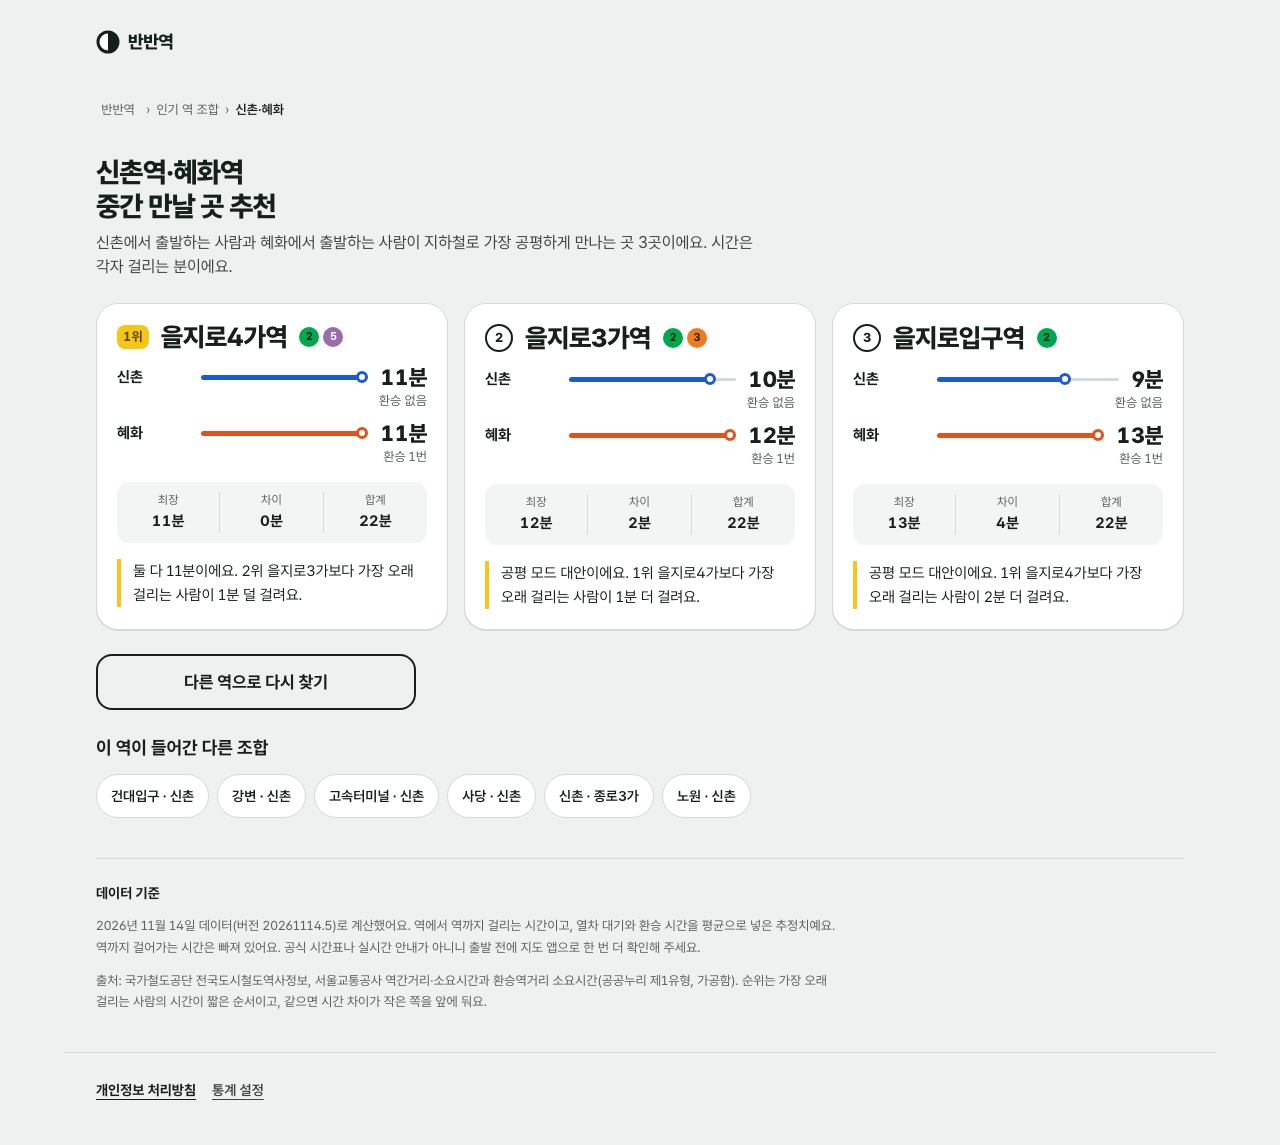 반반역
반반역 › 인기 역 조합 › 신촌·혜화
신촌역·혜화역
중간 만날 곳 추천
신촌에서 출발하는 사람과 혜화에서 출발하는 사람이 지하철로 가장 공평하게 만나는 곳 3곳이에요. 시간은
각자 걸리는 분이에요.
1위 을지로4가역 2 5
신촌 11분
환승 없음
혜화 11분
환승 1번
최장 차이 합계
11분 0분 22분
둘 다 11분이에요. 2위 을지로3가보다 가장 오래
걸리는 사람이 1분 덜 걸려요.
2 을지로3가역 2 3
신촌 10분
환승 없음
혜화 12분
환승 1번
최장 차이 합계
12분 2분 22분
공평 모드 대안이에요. 1위 을지로4가보다 가장
오래 걸리는 사람이 1분 더 걸려요.
3 을지로입구역 2
신촌 9분
환승 없음
혜화 13분
환승 1번
최장 차이 합계
13분 4분 22분
공평 모드 대안이에요. 1위 을지로4가보다 가장
오래 걸리는 사람이 2분 더 걸려요.
다른 역으로 다시 찾기
이 역이 들어간 다른 조합
건대입구 · 신촌 강변 · 신촌 고속터미널 · 신촌 사당 · 신촌 신촌 · 종로3가 노원 · 신촌
데이터 기준
2026년 11월 14일 데이터(버전 20261114.5)로 계산했어요. 역에서 역까지 걸리는 시간이고, 열차 대기와 환승 시간을 평균으로 넣은 추정치예요.
역까지 걸어가는 시간은 빠져 있어요. 공식 시간표나 실시간 안내가 아니니 출발 전에 지도 앱으로 한 번 더 확인해 주세요.
출처: 국가철도공단 전국도시철도역사정보, 서울교통공사 역간거리·소요시간과 환승역거리 소요시간(공공누리 제1유형, 가공함). 순위는 가장 오래
걸리는 사람의 시간이 짧은 순서이고, 같으면 시간 차이가 작은 쪽을 앞에 둬요.
개인정보 처리방침 통계 설정